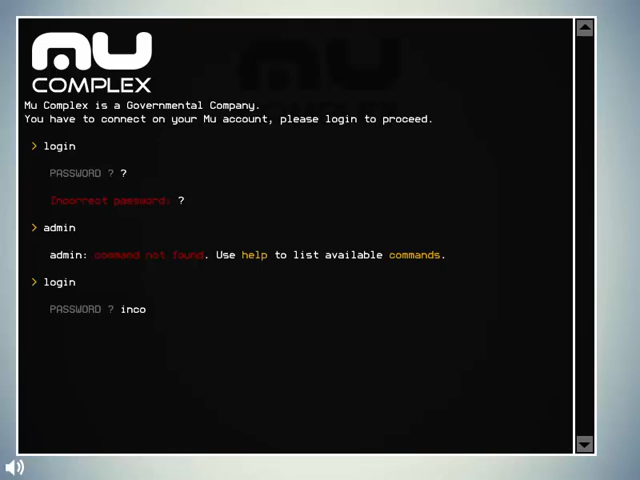 mu
COMPLEX
Mu Complex is a Governmental Company.
You have to connect on your Mu account, please login to proceed.
> login
PASSWORD ? ?
Incorrect password: ?
> admin
admin: command not found. Use help to list available commands.
> login
PASSWORD ? inco